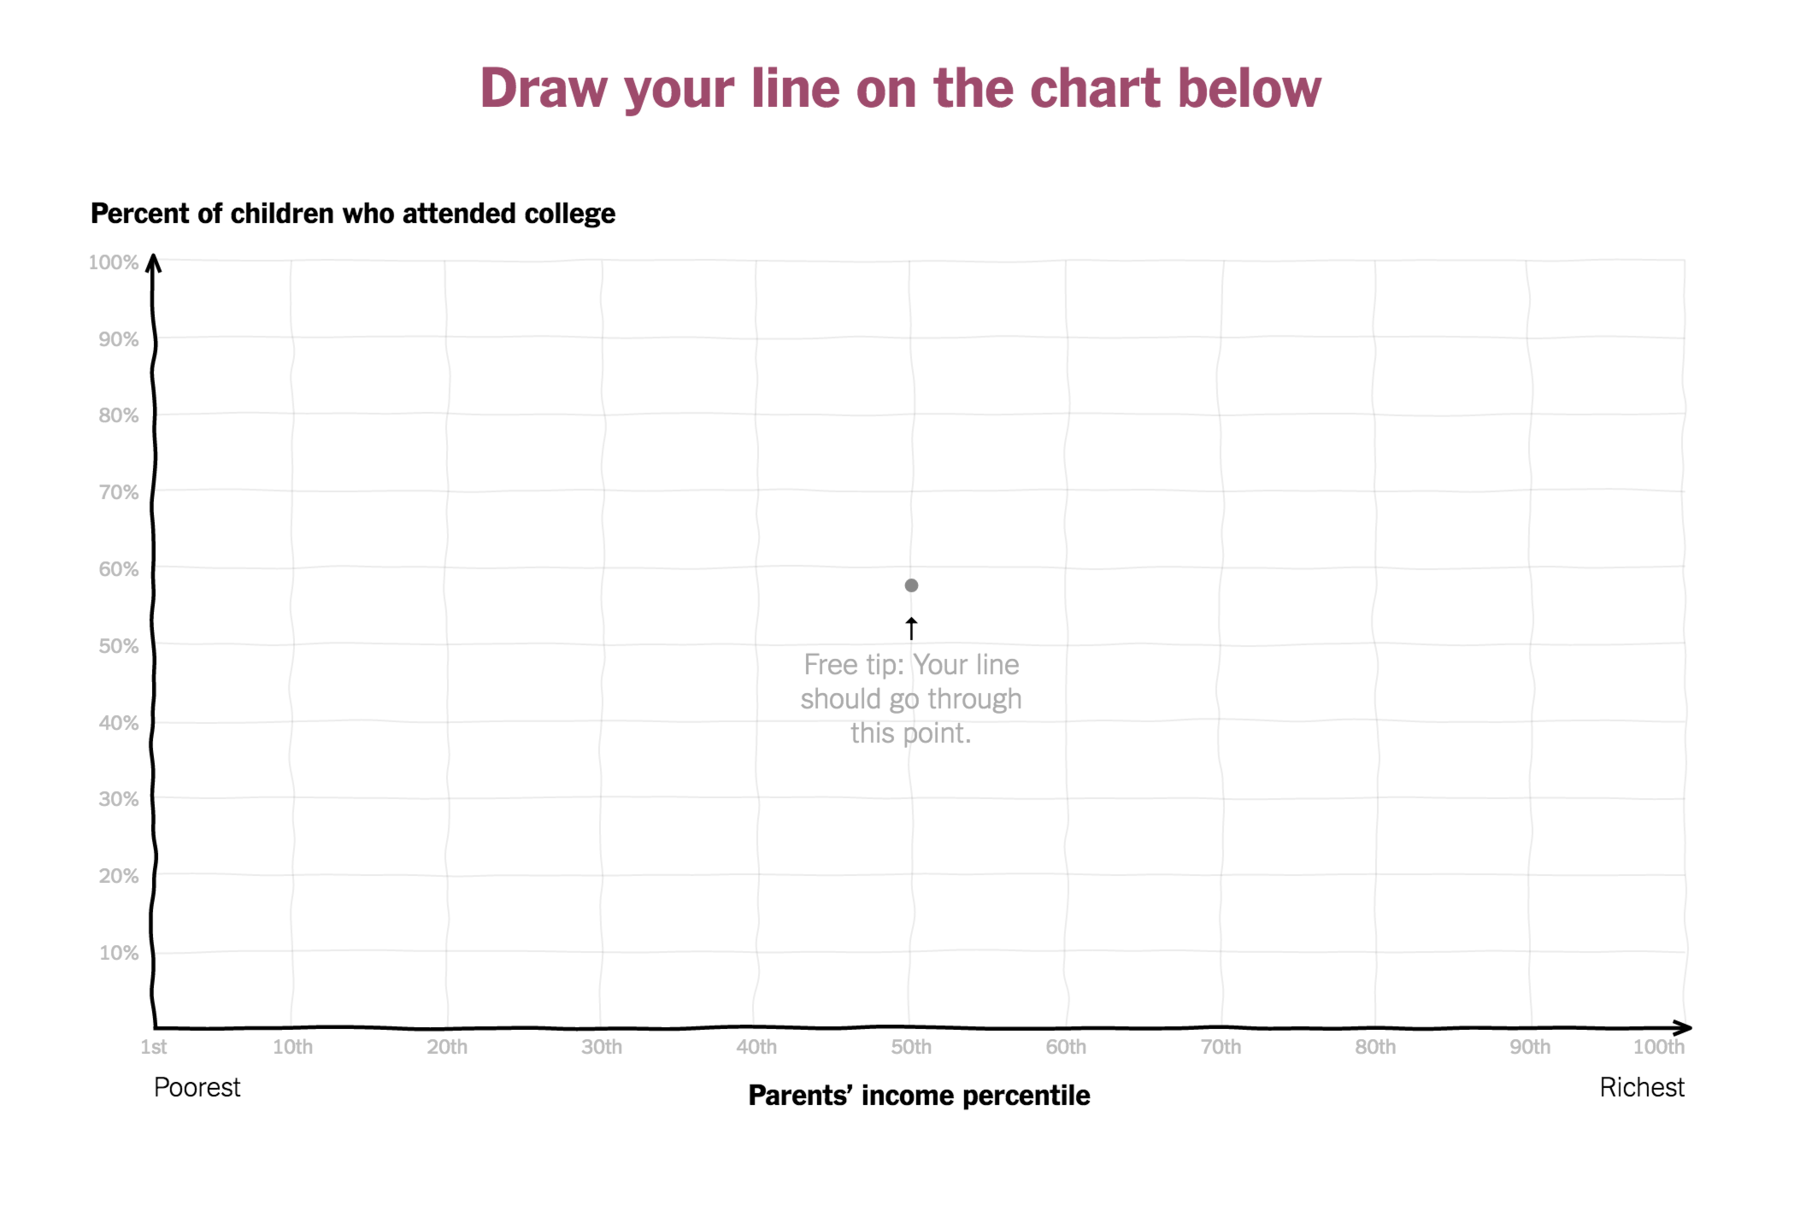 Draw your line on the chart below
Percent of children who attended college
100%
90%
80%
70%
60%
50%
40%
30%
20%
10%
Free tip: Your line
should go through
this point.
1st 10th 20th 30th 40th 50th 60th 70th 80th 90th 100th
Poorest Parents’ income percentile Richest